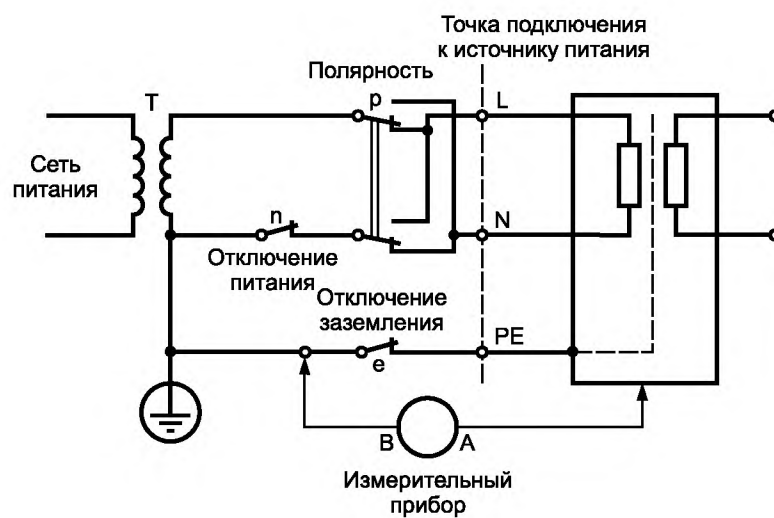 Точка подключения
к источнику питания
Полярность
T
p
L
Сеть
питания
n
N
Отключение
питания
Отключение
заземления
PE
e
B
A
Измерительный
прибор